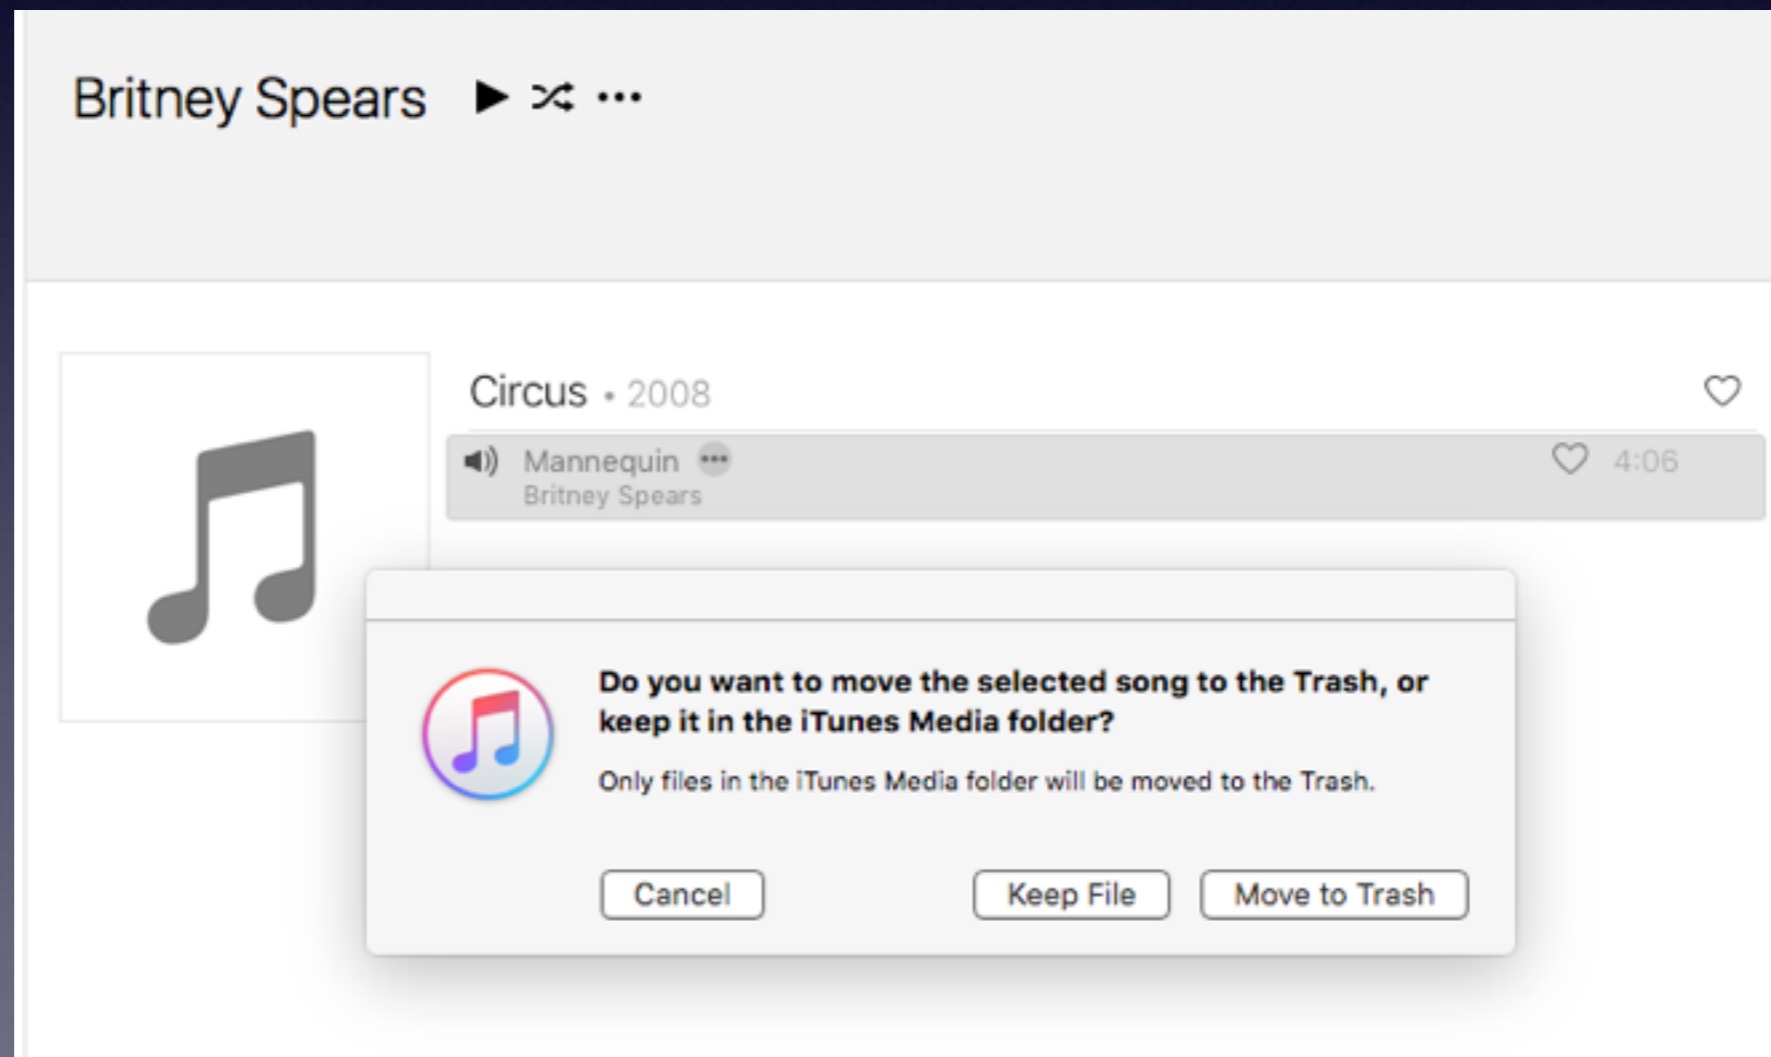 Britney Spears
Circus • 2008
Mannequin
4:06
Britney Spears
Do you want to move the selected song to the Trash, or
keep it in the iTunes Media folder?
Only files in the iTunes Media folder will be moved to the Trash.
Cancel Keep File Move to Trash